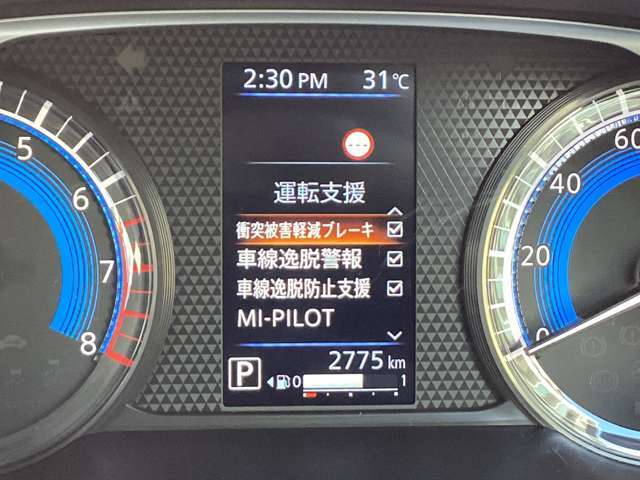 2:30 PM 31℃
運転支援
衝突被害軽減ブレーキ
車線逸脱警報
車線逸脱防止支援
MI-PILOT
2775 km
P 0 1
5
6
7
8
60
40
20
0